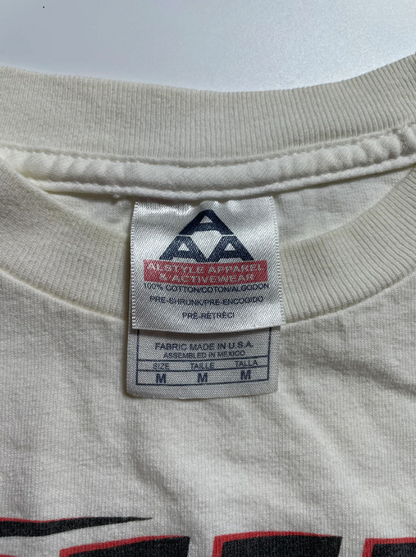 A
AA
ALSTYLE APPAREL
& ACTIVEWEAR
100% COTTON/COTON/ALGODON
PRE-SHRUNK/PRE-ENCOGIDO
PRÉ-RÉTRÉCI
FABRIC MADE IN U.S.A.
ASSEMBLED IN MEXICO
SIZE TAILLE TALLA
M M M